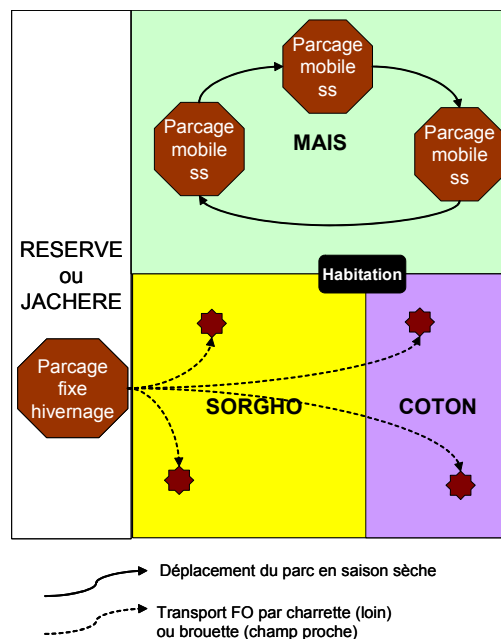 Parcage
mobile
ss
Parcage
mobile
ss
MAIS
Parcage
mobile
ss
RESERVE
ou
JACHERE
Habitation
Parcage
fixe
hivernage
SORGHO
COTON
Déplacement du parc en saison sèche
Transport FO par charrette (loin)
ou brouette (champ proche)